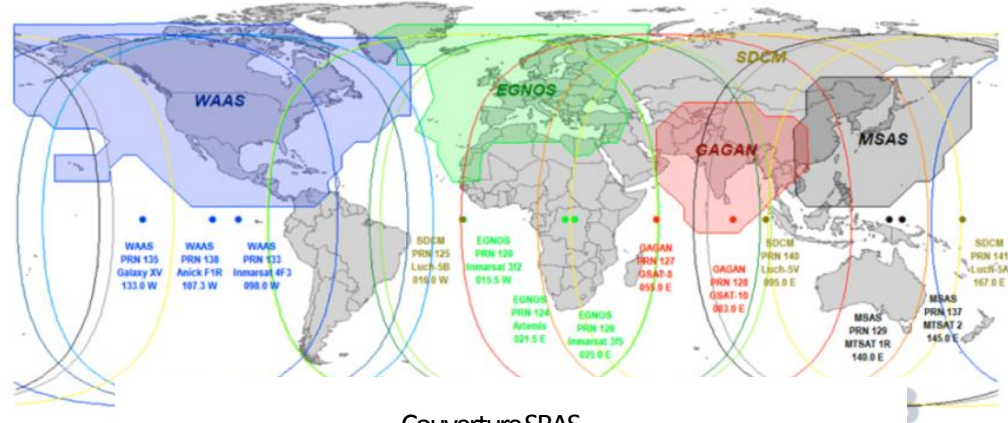 SDCM
WAAS
EGNOS
MSAS
GAGAN
WAAS
PRN 135
Galaxy XV
133.0 W
WAAS
PRN 138
Anick F1R
107.3 W
WAAS
PRN 133
Inmarsat 4F3
098.0 W
SDCM
PRN 125
Luch-5B
016.0 W
EGNOS
PRN 120
Inmarsat 3f2
015.5 W
EGNOS
PRN 124
Artemis
021.5 E
EGNOS
PRN 126
Inmarsat 3f5
025.0 E
GAGAN
PRN 127
GSAT-8
055.0 E
GAGAN
PRN 128
GSAT-10
083.0 E
SDCM
PRN 140
Luch-5V
095.0 E
MSAS
PRN 129
MTSAT 1R
140.0 E
MSAS
PRN 137
MTSAT 2
145.0 E
SDCM
PRN 141
167.0 E
Couverture SBAS